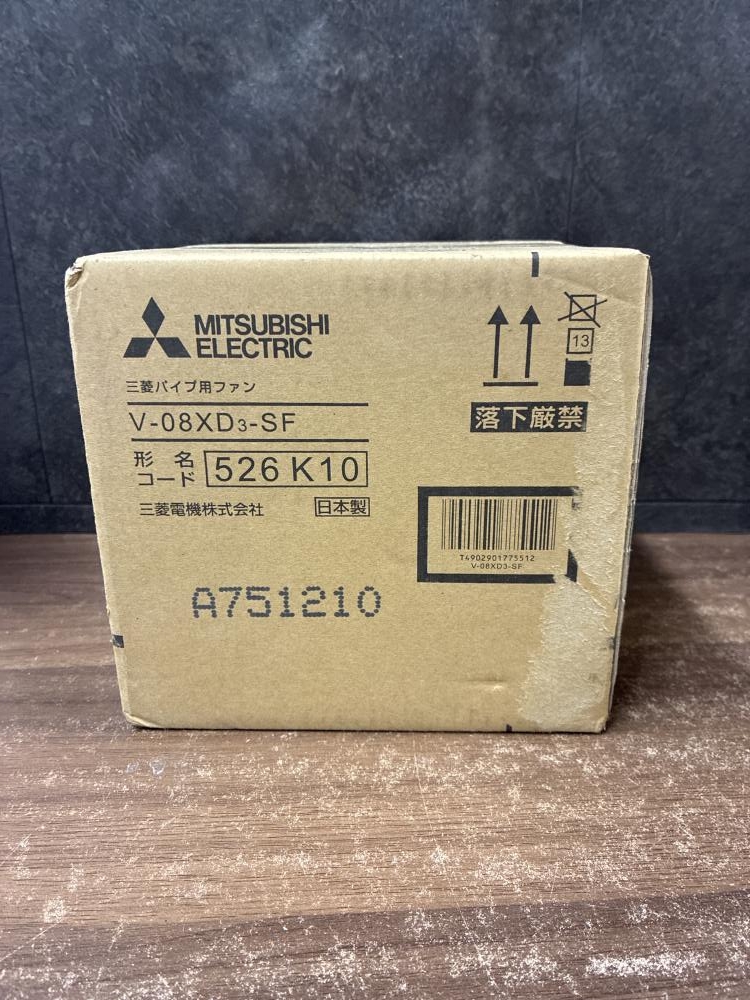 MITSUBISHI
ELECTRIC
三菱パイプ用ファン
V-08XD3-SF
形名
コード
526 K10
三菱電機株式会社
日本製
13
落下厳禁
T4902901775512
V-08XD3-SF
A751210